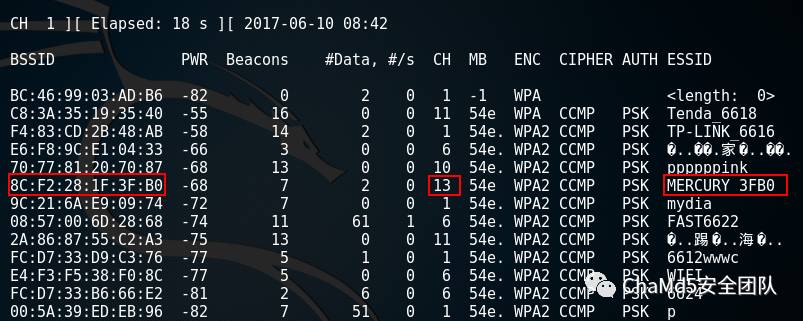 CH  1 ][ Elapsed: 18 s ][ 2017-06-10 08:42
BSSID PWR Beacons #Data, #/s CH MB ENC CIPHER AUTH ESSID
BC:46:99:03:AD:B6 -82 0 2 0 1 -1 WPA <length:  0>
C8:3A:35:19:35:40 -55 16 0 0 11 54e WPA CCMP PSK Tenda_6618
F4:83:CD:2B:48:AB -58 14 2 0 1 54e. WPA2 CCMP PSK TP-LINK_6616
E6:F8:9C:E1:04:33 -66 3 0 0 6 54e. WPA2 CCMP PSK �..��.家�..��.
70:77:81:20:70:87 -68 13 0 0 10 54e. WPA2 CCMP PSK ppppppink
8C:F2:28:1F:3F:B0 -68 7 2 0 13 54e WPA2 CCMP PSK MERCURY 3FB0
9C:21:6A:E9:09:74 -72 7 0 0 1 54e. WPA2 CCMP PSK mydia
08:57:00:6D:28:68 -74 11 61 1 6 54e. WPA2 CCMP PSK FAST6622
2A:86:87:55:C2:A3 -75 13 0 0 11 54e. WPA2 CCMP PSK �..踢�..海�..
FC:D7:33:D9:C3:76 -77 5 1 0 1 54e. WPA2 CCMP PSK 6612wwwc
E4:F3:F5:38:F0:8C -77 5 0 0 6 54e. WPA2 CCMP PSK WIFI
FC:D7:33:B6:66:E2 -81 2 6 0 6 54e. WPA2 CCMP PSK 6624
00:5A:39:ED:EB:96 -82 7 51 0 1 54e. WPA2 CCMP PSK p
ChaMd5安全团队